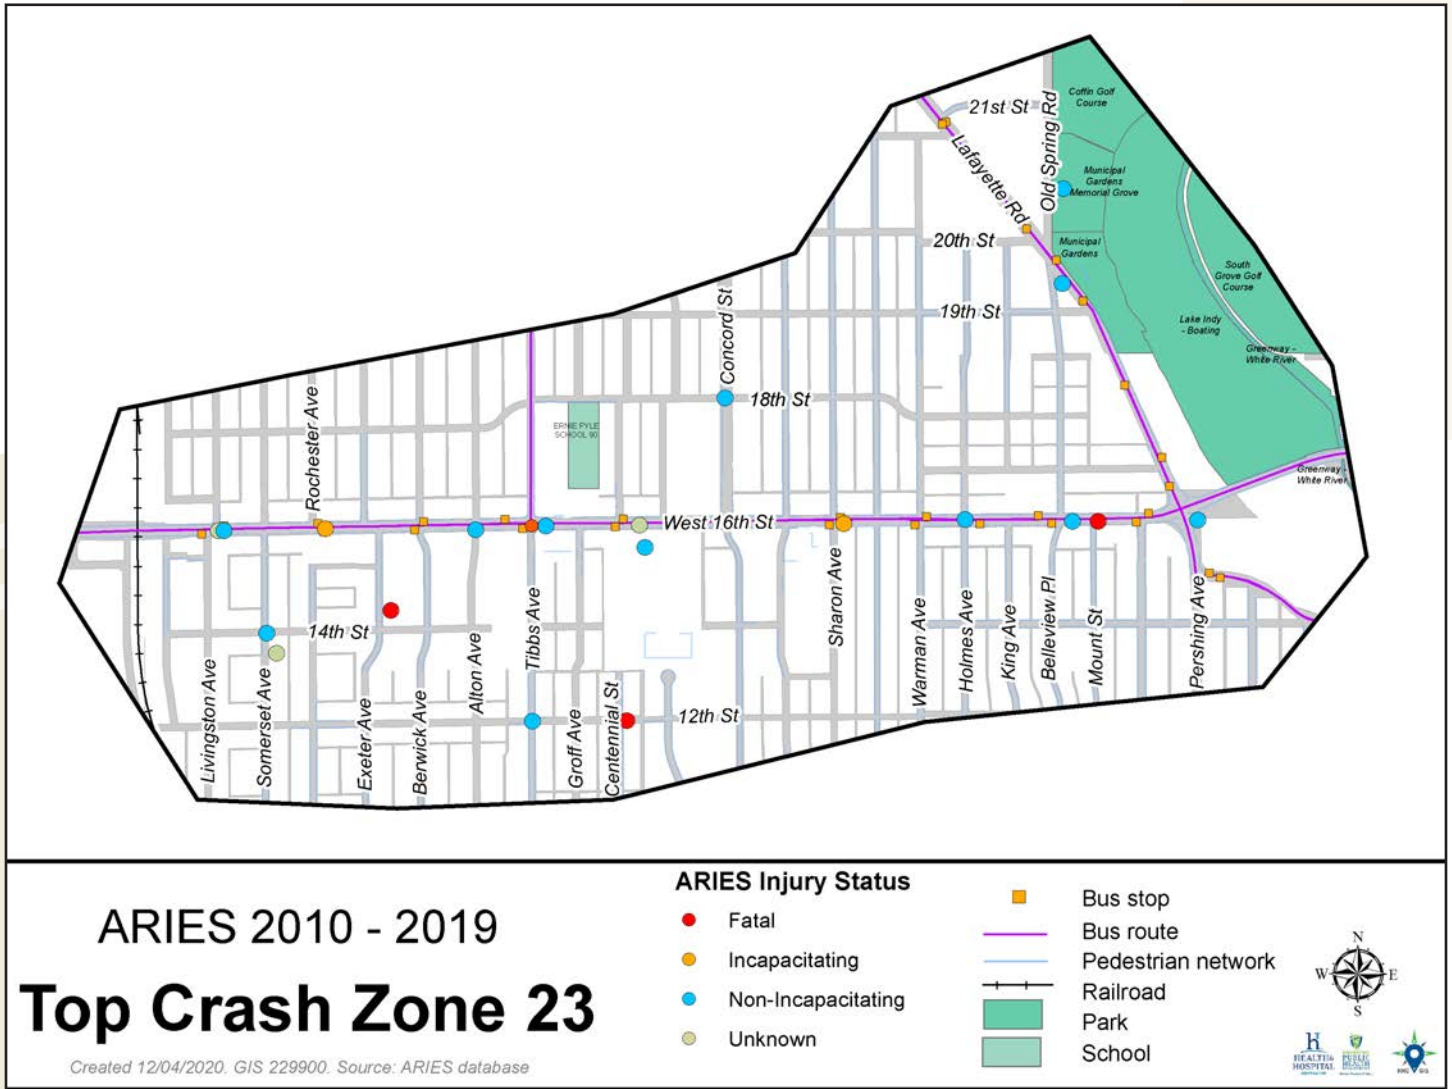 21st St
Coffin Golf
Course
Old Spring Rd
Lafayette Rd
Municipal
Gardens
Memorial Grove
20th St
Municipal
Gardens
South
Grove Golf
Course
19th St
Lake Indy
- Boating
Greenway -
White River
Concord St
18th St
Rochester Ave
ERNIE PYLE
SCHOOL 90
Greenway -
White River
West 16th St
Sharon Ave
14th St
Tibbs Ave
Alton Ave
Warman Ave
Holmes Ave
King Ave
Belleview Pl
Mount St
Pershing Ave
Livingston Ave
Somerset Ave
Exeter Ave
Berwick Ave
Groff Ave
Centennial St
12th St
ARIES 2010 - 2019
Top Crash Zone 23
Created 12/04/2020. GIS 229900. Source: ARIES database
ARIES Injury Status
Fatal
Incapacitating
Non-Incapacitating
Unknown
Bus stop
Bus route
Pedestrian network
Railroad
Park
School
N
W
E
S
HEALTH &
HOSPITAL
PUBLIC
HEALTH